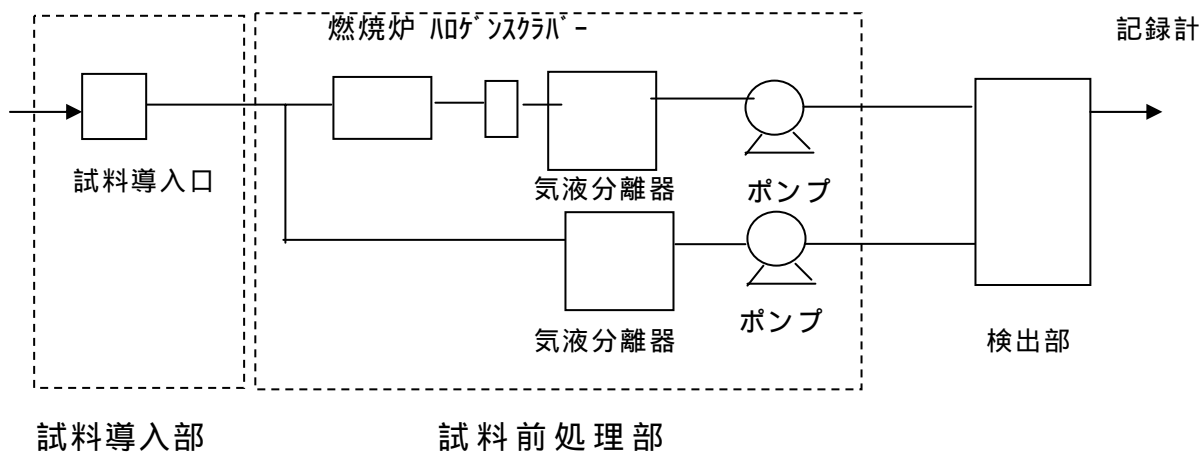 燃焼炉 ﾊﾛｹﾞﾝｽｸﾗﾊﾞｰ
記録計
試料導入口
気液分離器
ポンプ
気液分離器
ポンプ
検出部
試料導入部
試料前処理部